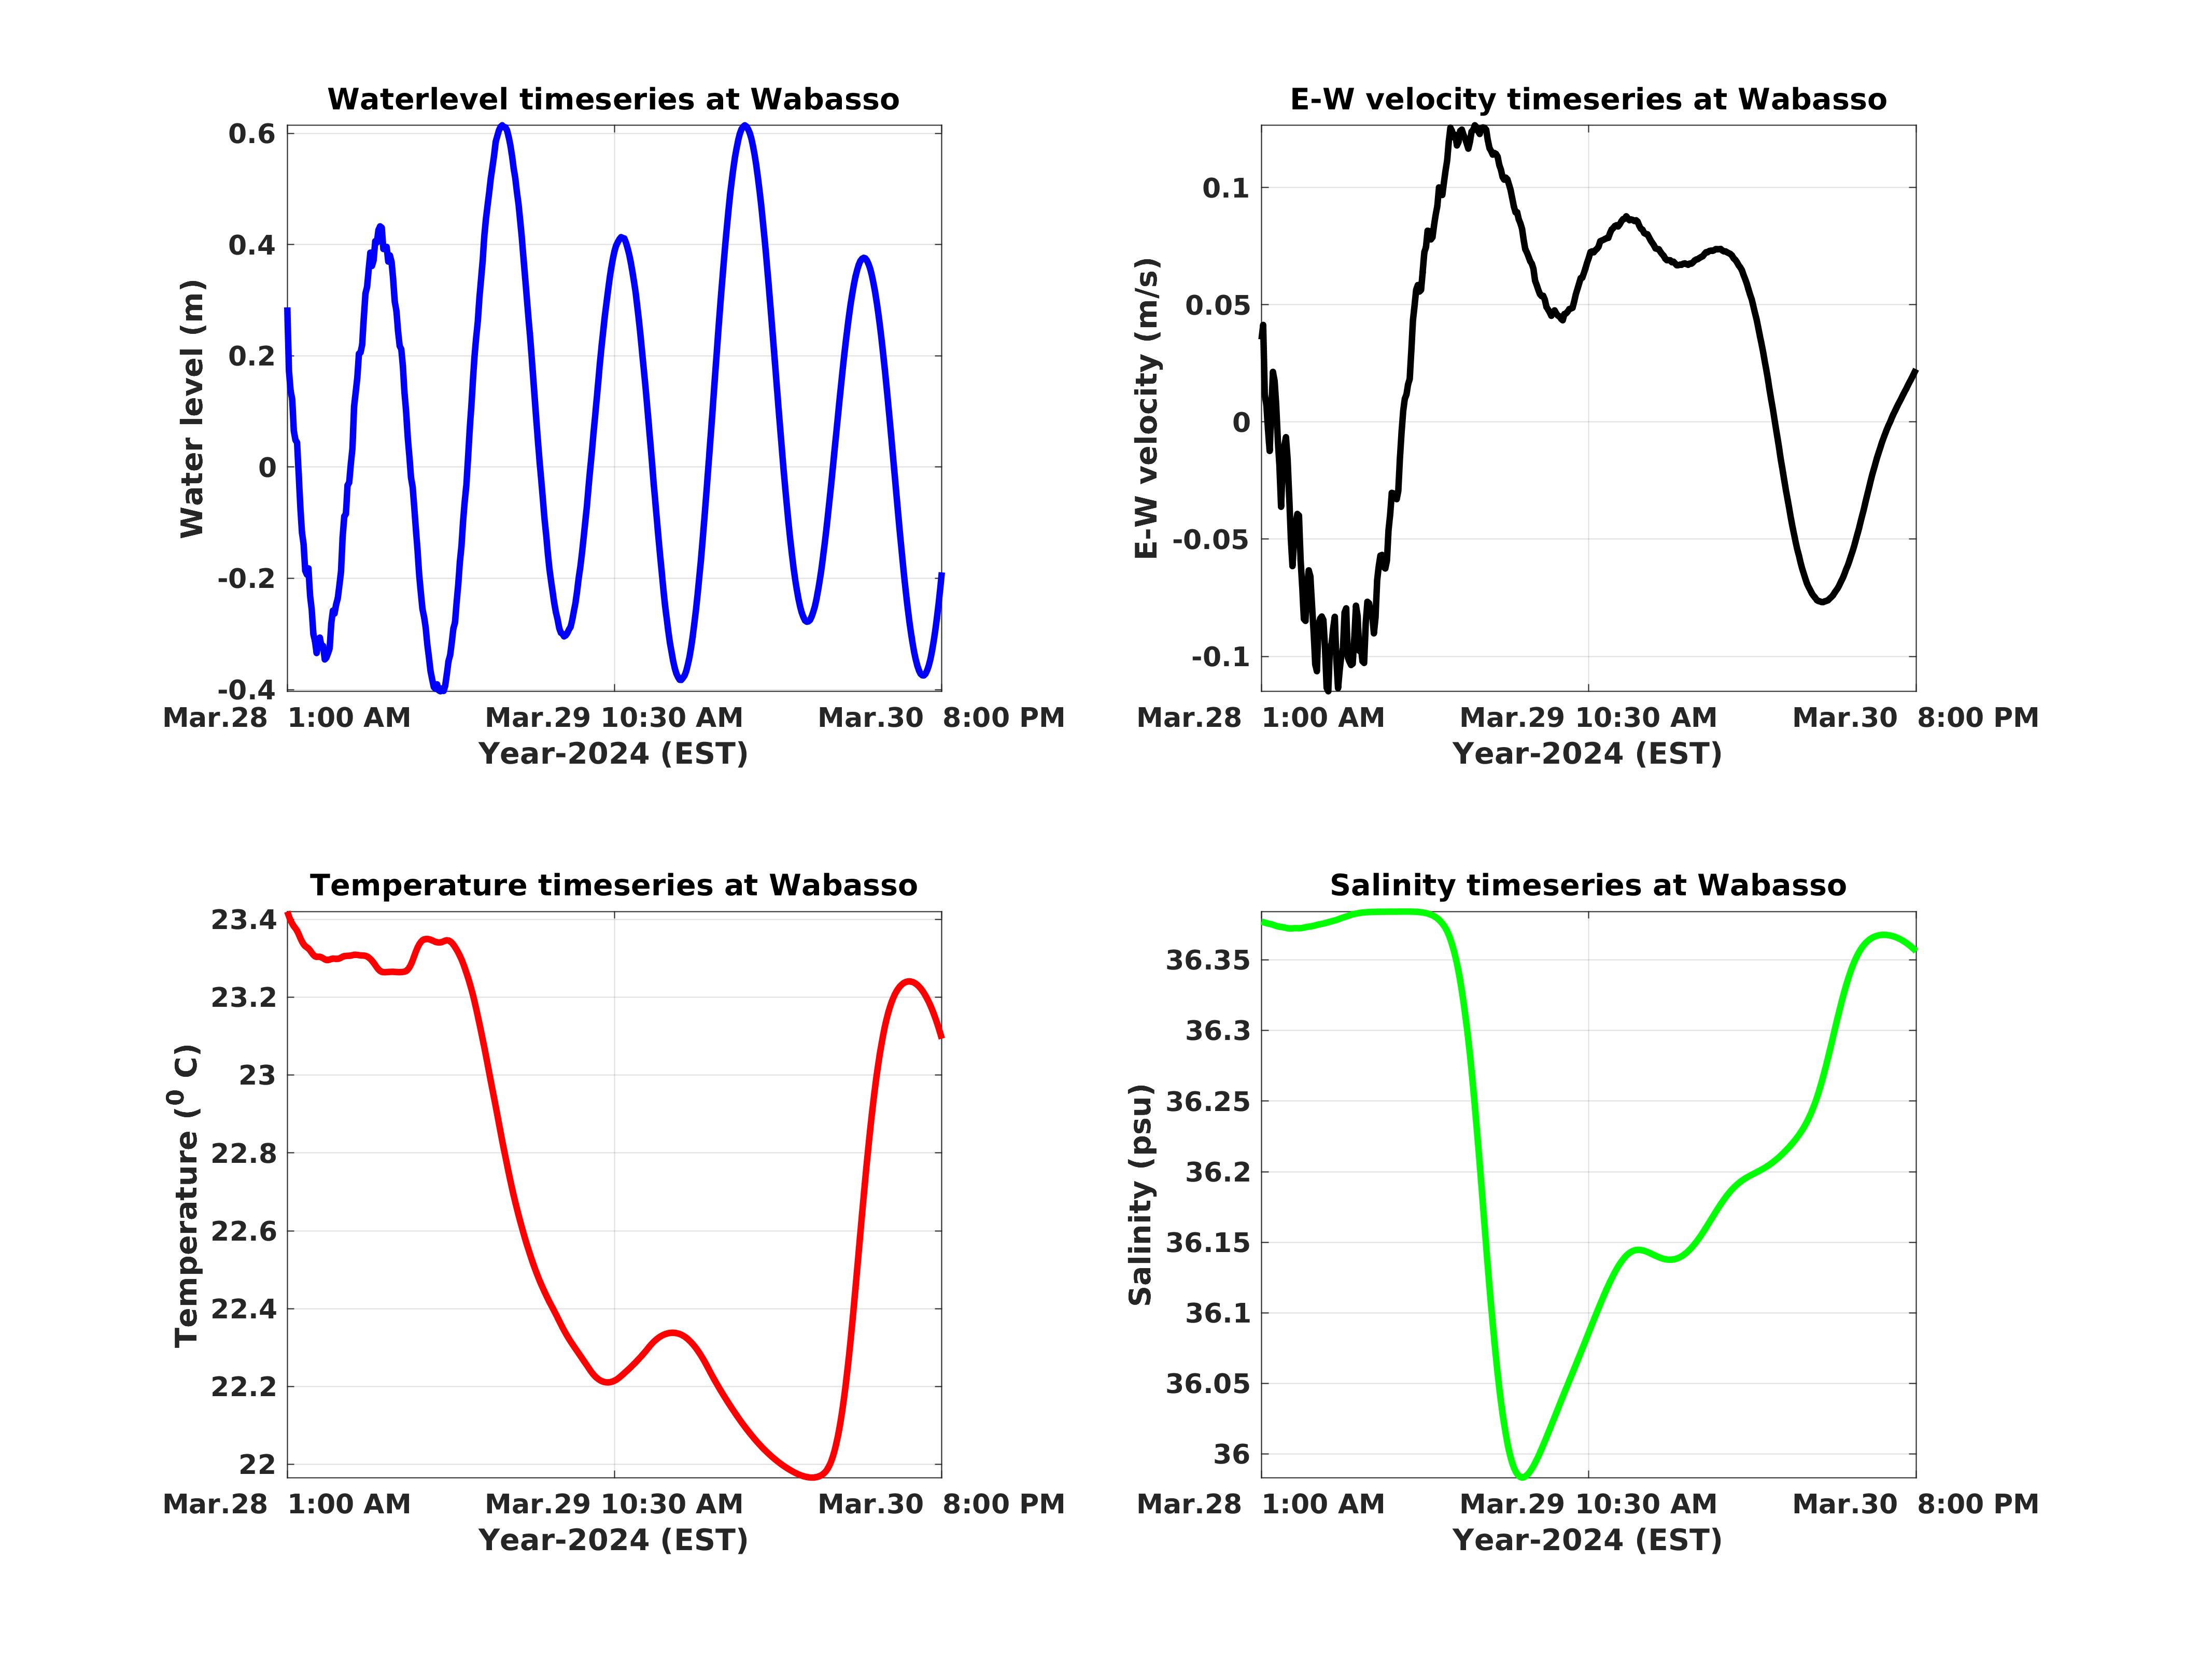 Waterlevel timeseries at Wabasso
0.6
0.4
0.2
0
-0.2
-0.4
Water level (m)
Mar.28 1:00 AM Mar.29 10:30 AM Mar.30 8:00 PM
Year-2024 (EST)
E-W velocity timeseries at Wabasso
0.1
0.05
0
-0.05
-0.1
E-W velocity (m/s)
Mar.28 1:00 AM Mar.29 10:30 AM Mar.30 8:00 PM
Year-2024 (EST)
Temperature timeseries at Wabasso
23.4
23.2
23
22.8
22.6
22.4
22.2
22
Temperature (⁰ C)
Mar.28 1:00 AM Mar.29 10:30 AM Mar.30 8:00 PM
Year-2024 (EST)
Salinity timeseries at Wabasso
36.35
36.3
36.25
36.2
36.15
36.1
36.05
36
Salinity (psu)
Mar.28 1:00 AM Mar.29 10:30 AM Mar.30 8:00 PM
Year-2024 (EST)